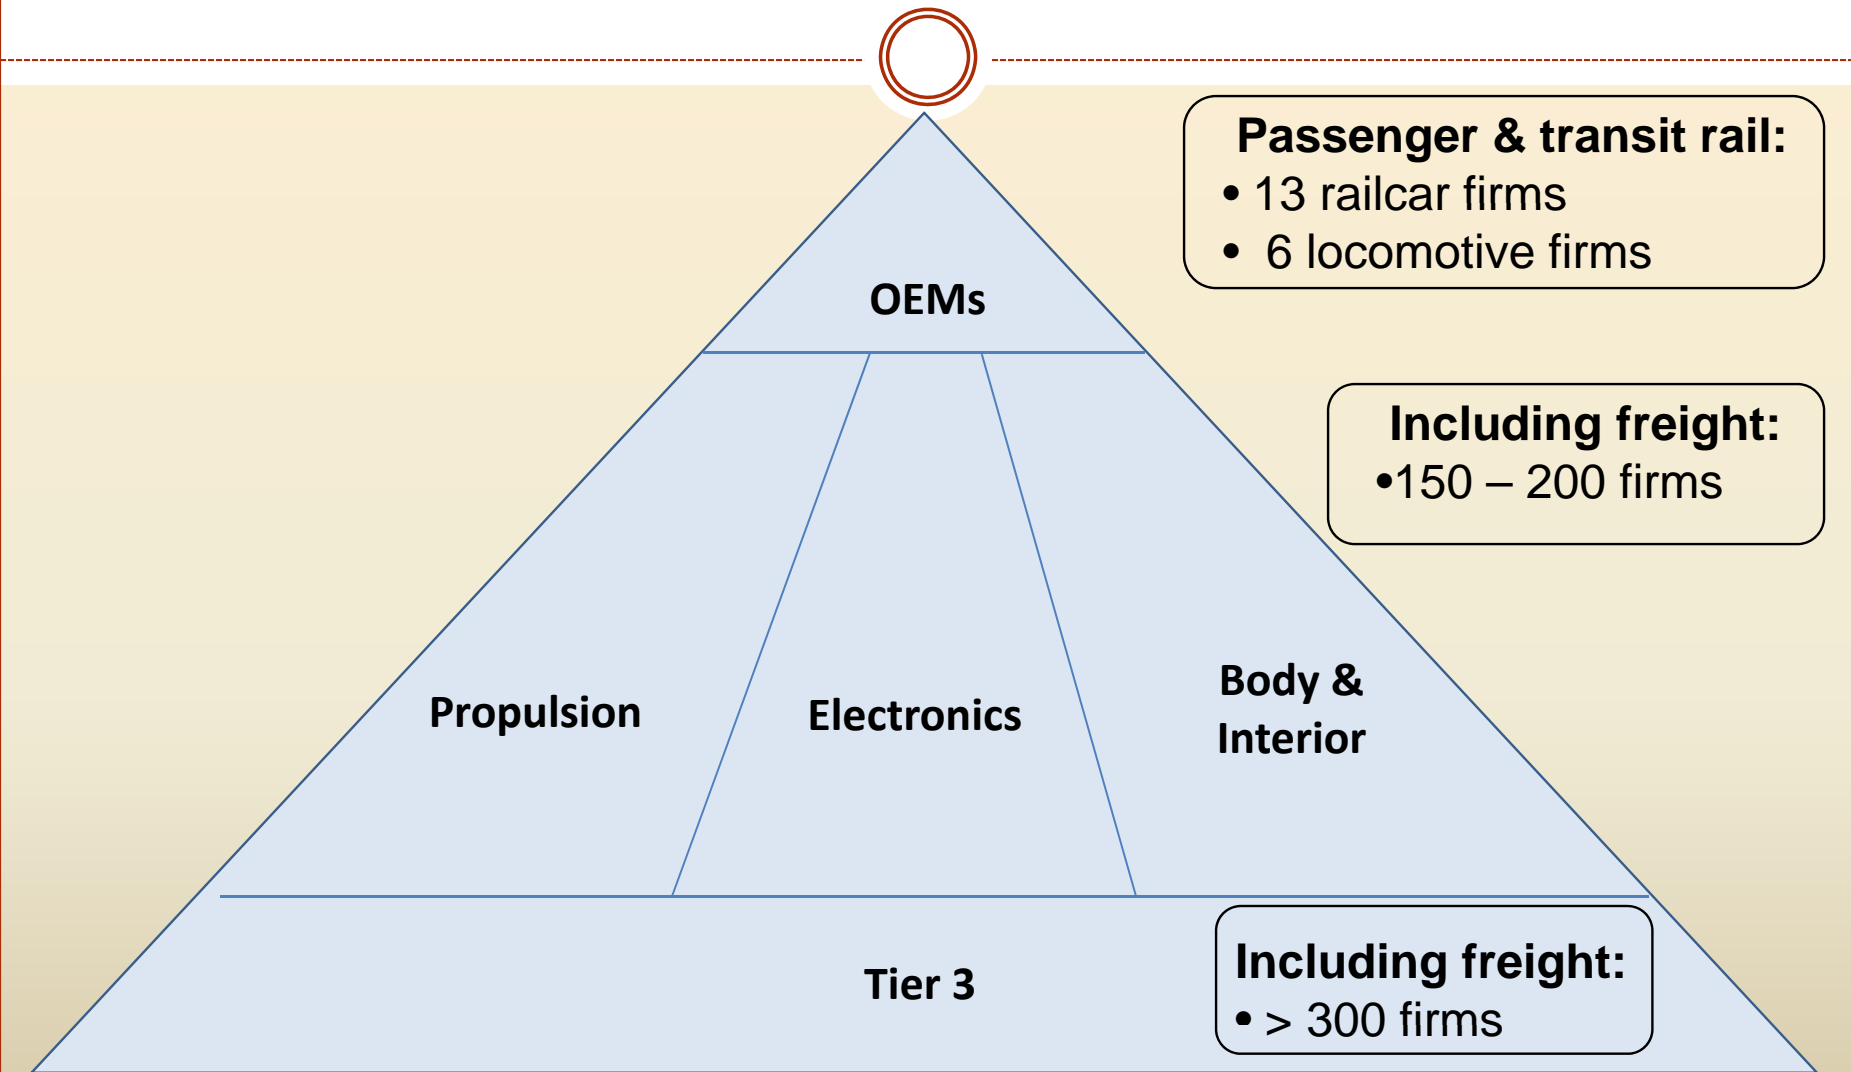 Passenger & transit rail:
• 13 railcar firms
• 6 locomotive firms
OEMs
Including freight:
•150 – 200 firms
Propulsion
Electronics
Body &
Interior
Tier 3
Including freight:
• > 300 firms